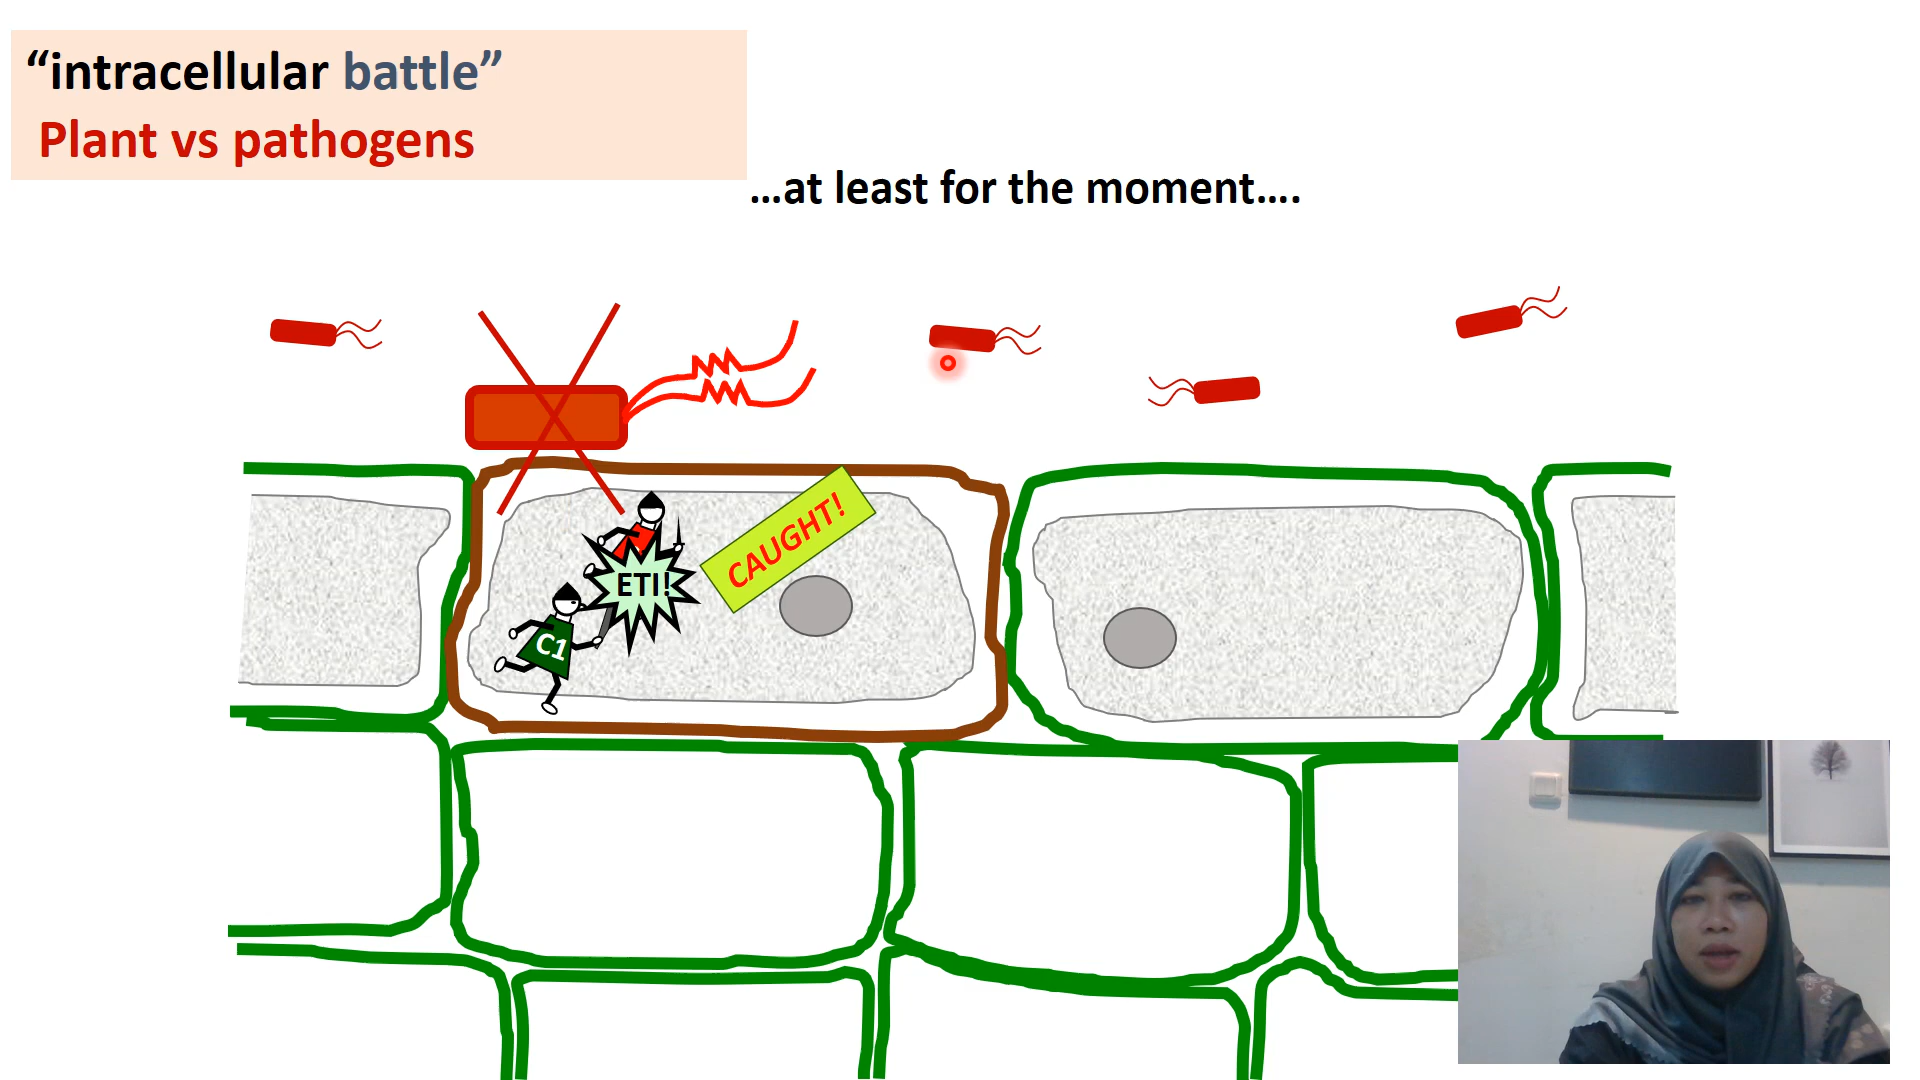 “intracellular battle”
Plant vs pathogens
...at least for the moment....
CAUGHT!
ETI!
C1